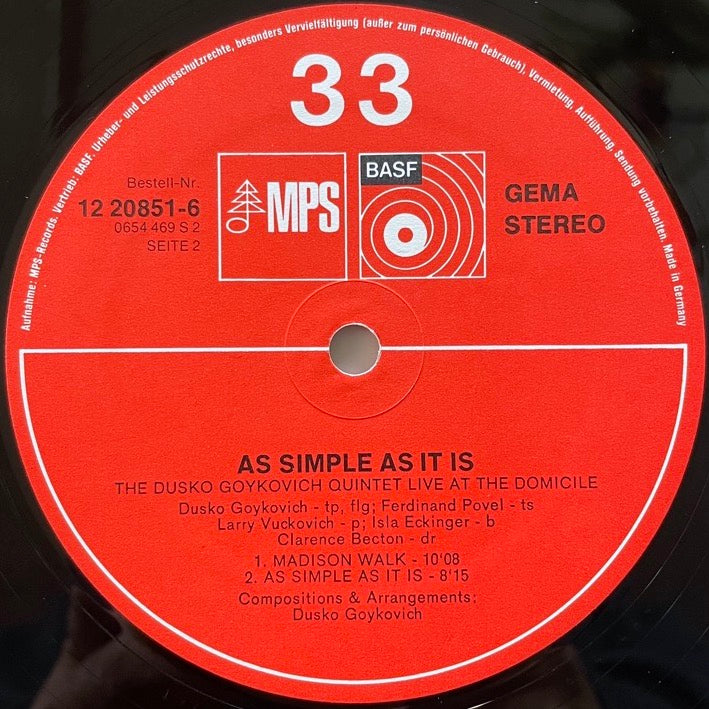 Aufnahme: MPS-Records. Vertrieb: BASF. Urheber- und Leistungsschutzrechte, besonders Vervielfältigung (außer zum persönlichen Gebrauch), Vermietung, Aufführung, Sendung vorbehalten. Made in Germany
33
Bestell-Nr.
12 20851-6
0654 469 S 2
SEITE 2
MPS
BASF
GEMA
STEREO
AS SIMPLE AS IT IS
THE DUSKO GOYKOVICH QUINTET LIVE AT THE DOMICILE
Dusko Goykovich - tp, flg; Ferdinand Povel - ts
Larry Vuckovich - p; Isla Eckinger - b
Clarence Becton - dr
1. MADISON WALK - 10'08
2. AS SIMPLE AS IT IS - 8'15
Compositions & Arrangements:
Dusko Goykovich